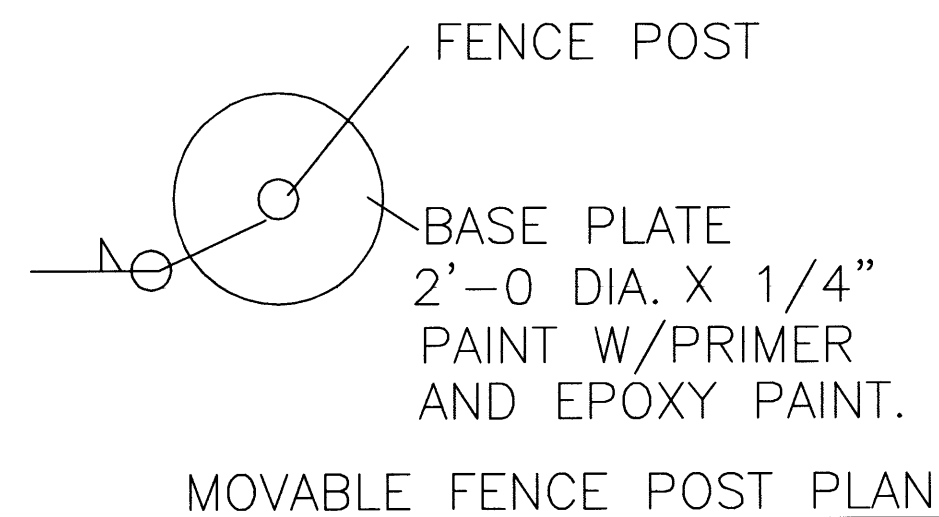 FENCE POST
BASE PLATE
2'-0 DIA. X 1/4"
PAINT W/PRIMER
AND EPOXY PAINT.
MOVABLE FENCE POST PLAN